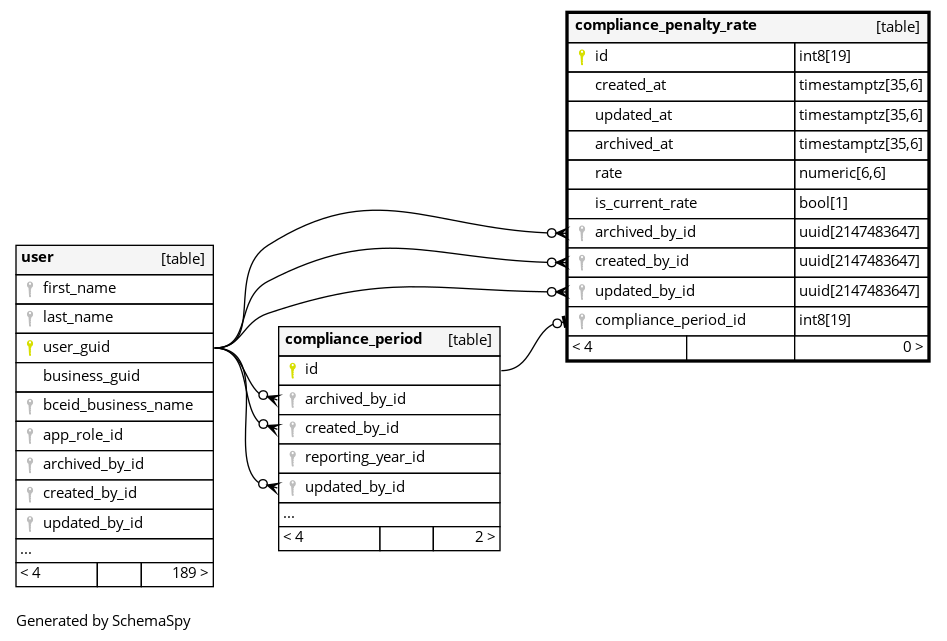 compliance_penalty_rate [table]
id int8[19]
created_at timestamptz[35,6]
updated_at timestamptz[35,6]
archived_at timestamptz[35,6]
rate numeric[6,6]
is_current_rate bool[1]
archived_by_id uuid[2147483647]
created_by_id uuid[2147483647]
updated_by_id uuid[2147483647]
compliance_period_id int8[19]
< 4 0 >
user [table]
first_name
last_name
user_guid
business_guid
bceid_business_name
app_role_id
archived_by_id
created_by_id
updated_by_id
...
< 4 189 >
compliance_period [table]
id
archived_by_id
created_by_id
reporting_year_id
updated_by_id
...
< 4 2 >
Generated by SchemaSpy